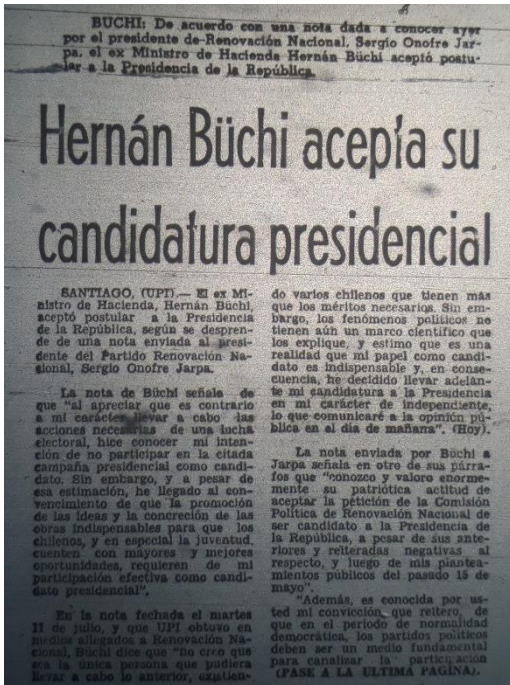 BUCHI: De acuerdo con una nota dada a conocer ayer
por el presidente de Renovación Nacional, Sergio Onofre Jar-
pa, el ex Ministro de Hacienda Hernán Büchi aceptó postu-
lar a la Presidencia de la República.
Hernán Büchi acepta su
candidatura presidencial
SANTIAGO, (UPI).— El ex Mi-
nistro de Hacienda, Hernán Büchi,
aceptó postular a la Presidencia
de la República, según se despren-
de de una nota enviada al presi-
dente del Partido Renovación Na-
cional, Sergio Onofre Jarpa.
La nota de Büchi señala de
que "al apreciar que es contrario
a mi carácter llevar a cabo las
acciones necesarias de una lucha
electoral, hice conocer mi inten-
ción de no participar en la citada
campaña presidencial como candi-
dato. Sin embargo, y a pesar de
esa estimación, he llegado al con-
vencimiento de que la promoción
de las ideas y la concreción de las
obras indispensables para que los
chilenos, y en especial la juventud,
cuenten con mayores y mejores
oportunidades, requieren de mi
participación efectiva como candi-
dato presidencial".
En la nota fechada el martes
11 de julio, y que UPI obtuvo en
medios allegados a Renovación Na-
cional, Büchi dice que "no creo que
sea la única persona que pudiera
llevar a cabo lo anterior, existien-
do varios chilenos que tienen más
que los méritos necesarios. Sin em-
bargo, los fenómenos políticos no
tienen aún un marco científico que
los explique, y estimo que es una
realidad que mi papel como candi-
dato es indispensable y, en conse-
cuencia, he decidido llevar adelan-
te mi candidatura a la Presidencia
en mi carácter de independiente,
lo que comunicaré a la opinión pú-
blica en el día de mañana". (Hoy).
La nota enviada por Büchi a
Jarpa señala en otro de sus párra-
fos que "conozco y valoro enorme-
mente su patriótica actitud de
aceptar la petición de la Comisión
Política de Renovación Nacional de
ser candidato a la Presidencia de
la República, a pesar de sus ante-
riores y reiteradas negativas al
respecto, y luego de mis plantea-
mientos públicos del pasado 15 de
mayo".
"Además, es conocida por us-
ted mi convicción, que reitero, de
que en el período de normalidad
democrática, los partidos políticos
deben ser un medio fundamental
para canalizar la participación
(PASE A LA ULTIMA PAGINA).